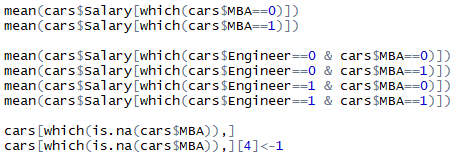 mean(cars$Salary[which(cars$MBA==0)])
mean(cars$Salary[which(cars$MBA==1)])
mean(cars$Salary[which(cars$Engineer==0 & cars$MBA==0)])
mean(cars$Salary[which(cars$Engineer==0 & cars$MBA==1)])
mean(cars$Salary[which(cars$Engineer==1 & cars$MBA==0)])
mean(cars$Salary[which(cars$Engineer==1 & cars$MBA==1)])
cars[which(is.na(cars$MBA)),]
cars[which(is.na(cars$MBA)),][4]<-1